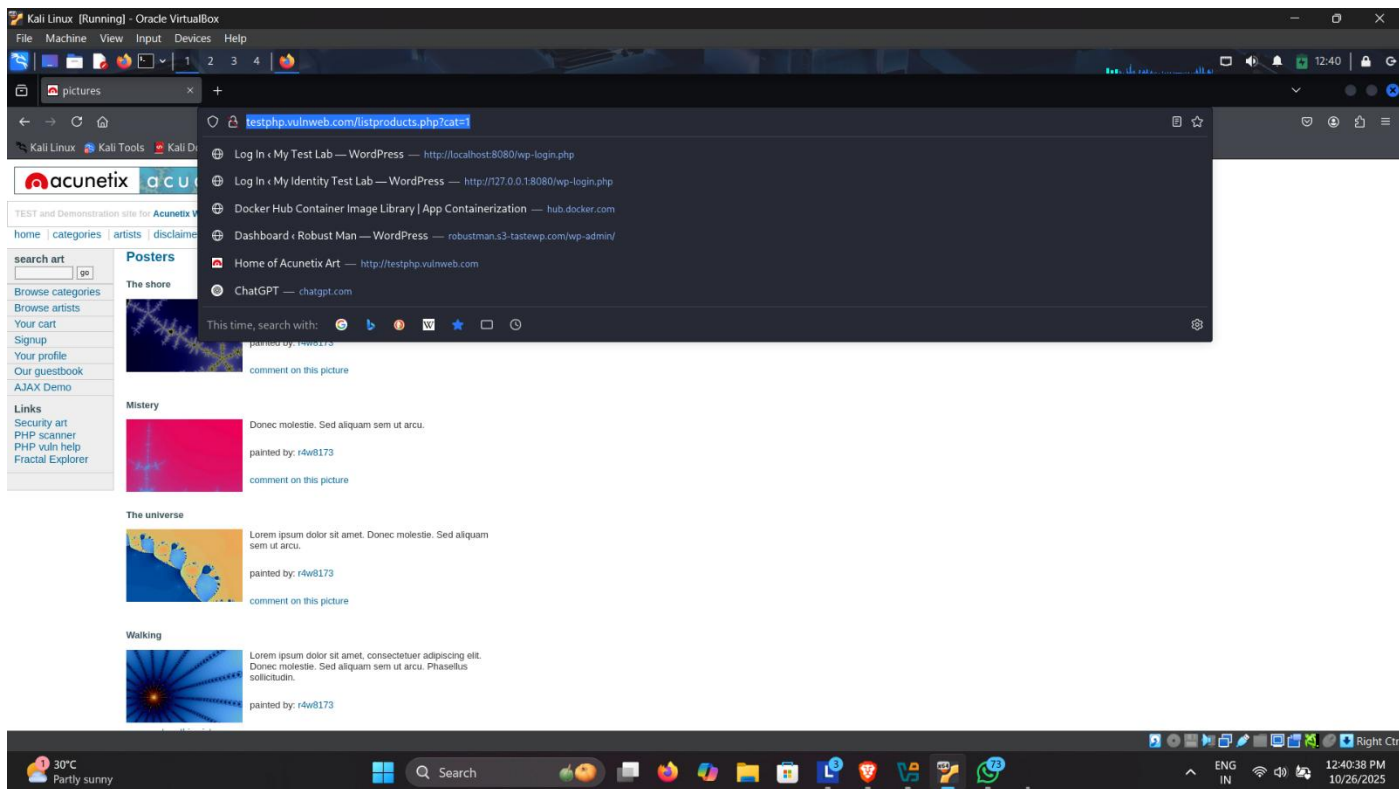 Kali Linux [Running] - Oracle VirtualBox
File Machine View Input Devices Help
1 2 3 4
12:40
pictures
testphp.vulnweb.com/listproducts.php?cat=1
Kali Linux Kali Tools Kali Do
Log In ‹ My Test Lab — WordPress — http://localhost:8080/wp-login.php
Log In ‹ My Identity Test Lab — WordPress — http://127.0.0.1:8080/wp-login.php
Docker Hub Container Image Library | App Containerization — hub.docker.com
Dashboard ‹ Robust Man — WordPress — robustman.s3-tastewp.com/wp-admin/
Home of Acunetix Art — http://testphp.vulnweb.com
ChatGPT — chatgpt.com
This time, search with:
acunetix acu
TEST and Demonstration site for Acunetix W
home | categories | artists | disclaime
search art
go
Browse categories
Browse artists
Your cart
Signup
Your profile
Our guestbook
AJAX Demo
Links
Security art
PHP scanner
PHP vuln help
Fractal Explorer
Posters
The shore
painted by: r4w8173
comment on this picture
Mistery
Donec molestie. Sed aliquam sem ut arcu.
painted by: r4w8173
comment on this picture
The universe
Lorem ipsum dolor sit amet. Donec molestie. Sed aliquam
sem ut arcu.
painted by: r4w8173
comment on this picture
Walking
Lorem ipsum dolor sit amet, consectetuer adipiscing elit.
Donec molestie. Sed aliquam sem ut arcu. Phasellus
sollicitudin.
painted by: r4w8173
Right Ctr
1
30°C
Partly sunny
Search
3
73
ENG
IN
12:40:38 PM
10/26/2025